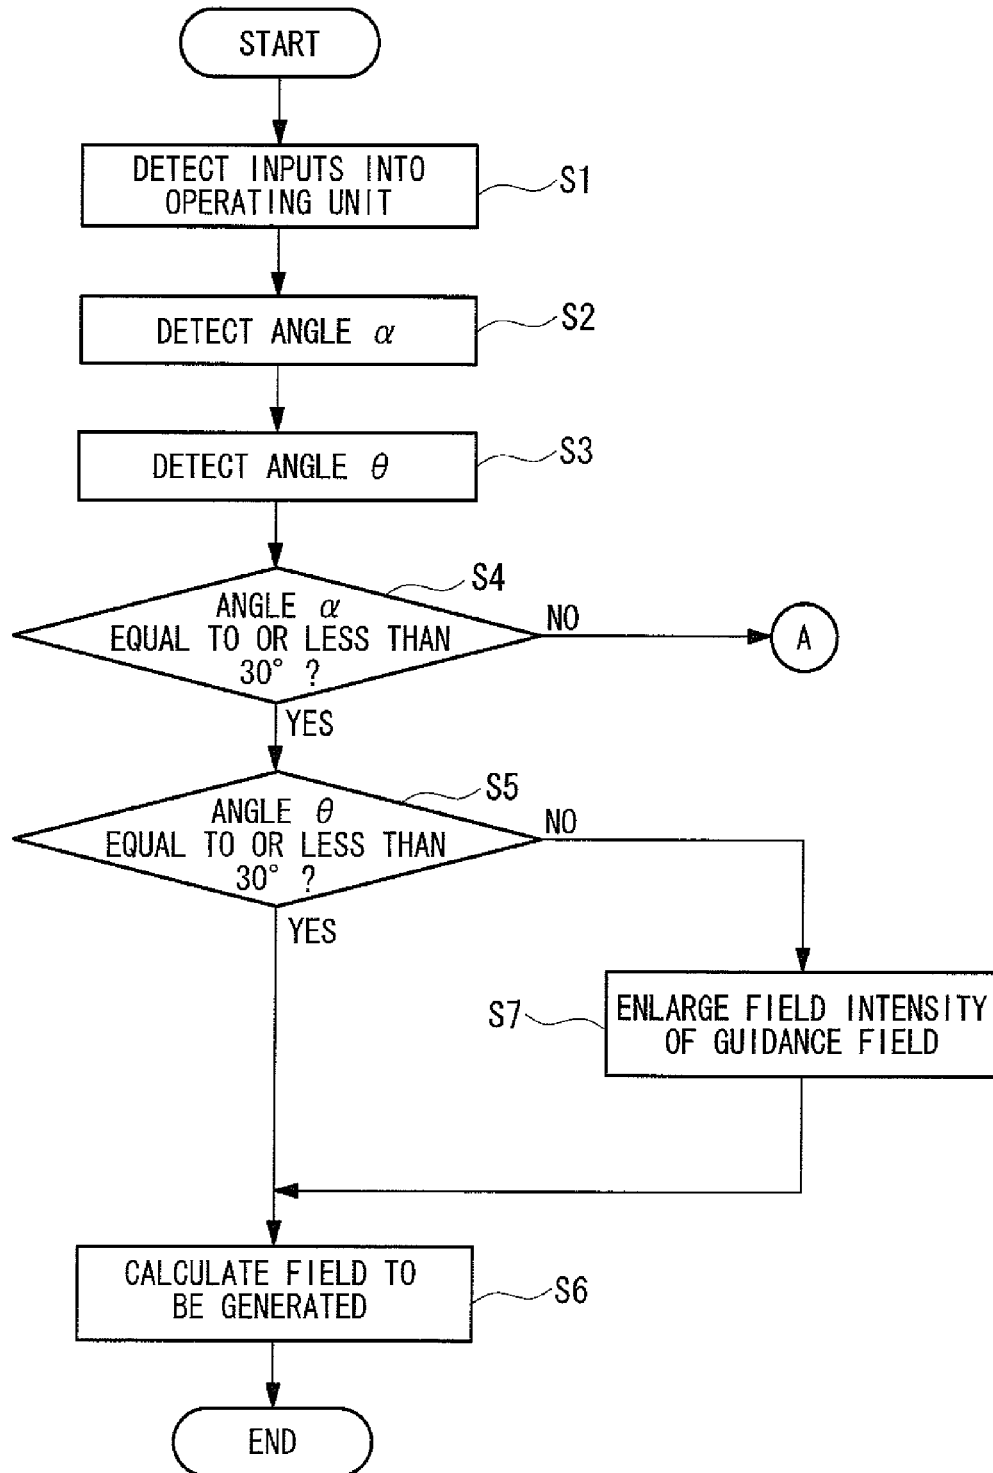 START
DETECT INPUTS INTO
OPERATING UNIT
S1
DETECT ANGLE α
S2
DETECT ANGLE θ
S3
S4
ANGLE α
EQUAL TO OR LESS THAN
30° ?
NO
A
YES
S5
ANGLE θ
EQUAL TO OR LESS THAN
30° ?
NO
YES
S7
ENLARGE FIELD INTENSITY
OF GUIDANCE FIELD
CALCULATE FIELD TO
BE GENERATED
S6
END